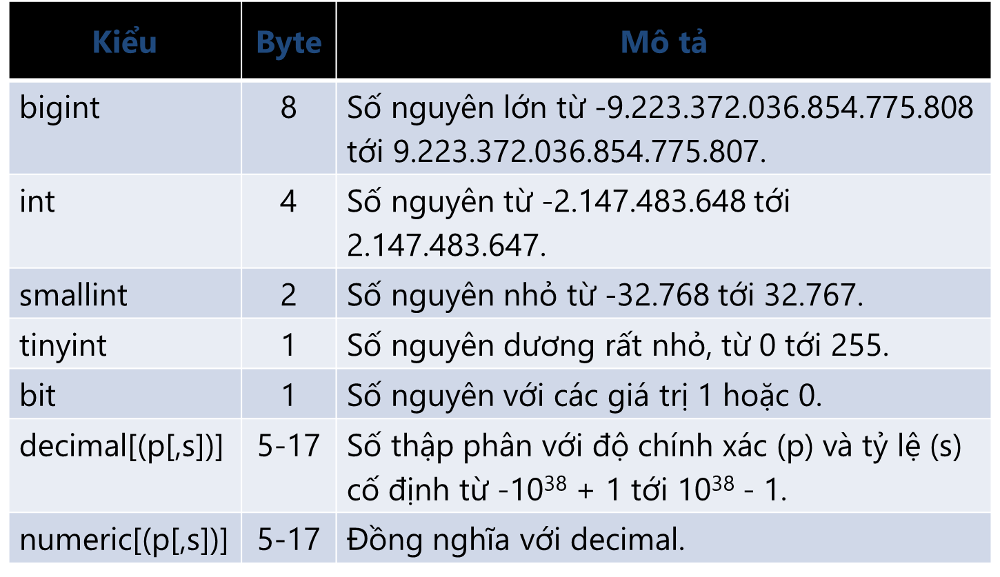 Kiểu Byte Mô tả
bigint 8 Số nguyên lớn từ -9.223.372.036.854.775.808
tới 9.223.372.036.854.775.807.
int 4 Số nguyên từ -2.147.483.648 tới
2.147.483.647.
smallint 2 Số nguyên nhỏ từ -32.768 tới 32.767.
tinyint 1 Số nguyên dương rất nhỏ, từ 0 tới 255.
bit 1 Số nguyên với các giá trị 1 hoặc 0.
decimal[(p[,s])] 5-17 Số thập phân với độ chính xác (p) và tỷ lệ (s)
cố định từ -10³⁸ + 1 tới 10³⁸ - 1.
numeric[(p[,s])] 5-17 Đồng nghĩa với decimal.